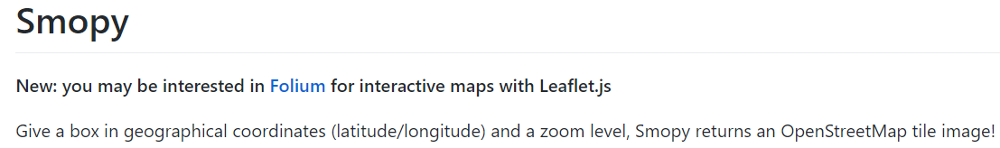 Smopy
New: you may be interested in Folium for interactive maps with Leaflet.js
Give a box in geographical coordinates (latitude/longitude) and a zoom level, Smopy returns an OpenStreetMap tile image!